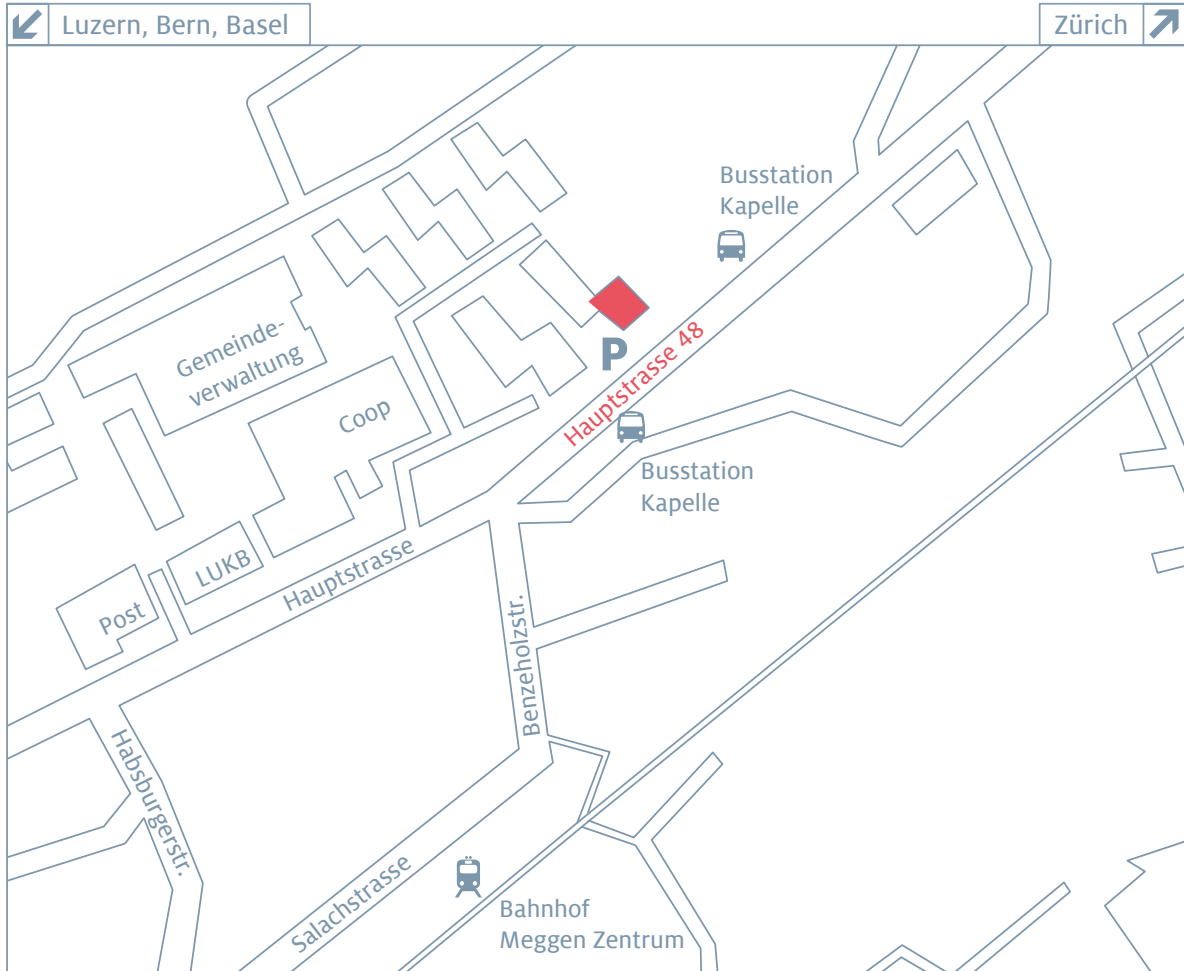 Luzern, Bern, Basel
Zürich
Busstation
Kapelle
Gemeinde-
verwaltung
P
Hauptstrasse 48
Coop
Busstation
Kapelle
LUKB
Hauptstrasse
Post
Benzeholzstr.
Habsburgerstr.
Salachstrasse
Bahnhof
Meggen Zentrum